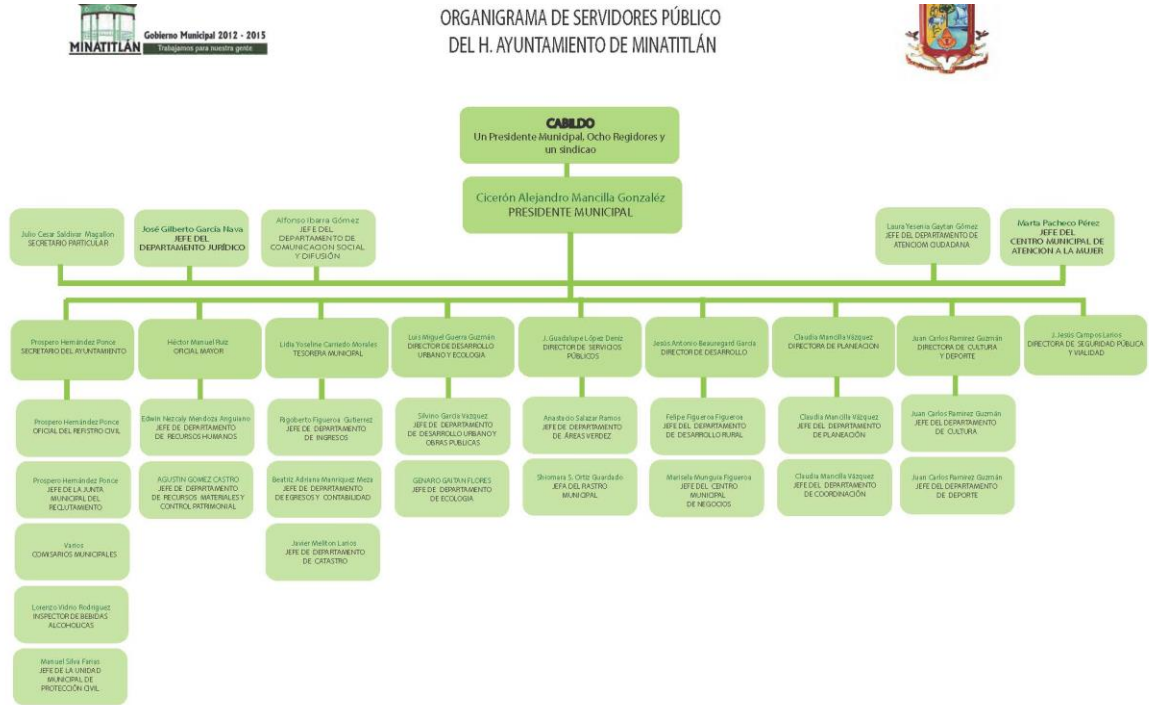 MINATITLÁN
Gobierno Municipal 2012 - 2015
Trabajamos para nuestra gente
ORGANIGRAMA DE SERVIDORES PÚBLICO
DEL H. AYUNTAMIENTO DE MINATITLÁN
CABILDO
Un Presidente Municipal, Ocho Regidores y
un sindicao
Cicerón Alejandro Mancilla Gonzaléz
PRESIDENTE MUNICIPAL
Julio Cesar Saldivar Magallon
SECRETARIO PARTICULAR
José Gilberto García Nava
JEFE DEL
DEPARTAMENTO JURÍDICO
Alfonso Ibarra Gómez
JEFE DEL
DEPARTAMENTO DE
COMUNICACION SOCIAL
Y DIFUSIÓN
Laura Yesenia Gaytan Gómez
JEFE DEL DEPARTAMENTO DE
ATENCIOM CIUDADANA
Marta Pacheco Pérez
JEFE DEL
CENTRO MUNICIPAL DE
ATENCION A LA MUJER
Prospero Hernández Ponce
SECRETARIO DEL AYUNTAMIENTO
Héctor Manuel Ruiz
OFICIAL MAYOR
Lidia Yoseline Carriedo Morales
TESORERA MUNICIPAL
Luis Miguel Guerra Guzmán
DIRECTOR DE DESARROLLO
URBANO Y ECOLOGIA
J. Guadalupe López Deniz
DIRECTOR DE SERVICIOS
PÚBLICOS
Jesús Antonio Beauregard García
DIRECTOR DE DESARROLLO
Claudia Mancilla Vázquez
DIRECTORA DE PLANEACION
Juan Carlos Ramirez Guzmán
DIRECTORA DE CULTURA
Y DEPORTE
J. Jesús Campos Larios
DIRECTORA DE SEGURIDAD PÚBLICA
Y VIALIDAD
Prospero Hernández Ponce
OFICIAL DEL REFISTRO CIVIL
Edwin Nezcaly Mendoza Anguiano
JEFE DE DEPARTAMENTO
DE RECURSOS HUMANOS
Rigoberto Figueroa Gutierrez
JEFE DE DEPARTAMENTO
DE INGRESOS
Silvino García Vazquez
JEFE DE DEPARTAMENTO
DE DESARROLLO URBANO Y
OBRAS PUBLICAS
Anastacio Salazar Ramos
JEFE DE DEPARTAMENTO
DE ÁREAS VERDEZ
Felipe Figueroa Figueroa
JEFE DEL DEPARTAMENTO
DE DESARROLLO RURAL
Claudia Mancilla Vázquez
JEFE DEL DEPARTAMENTO
DE PLANEACIÓN
Juan Carlos Ramirez Guzmán
JEFE DEL DEPARTAMENTO
DE CULTURA
Prospero Hernández Ponce
JEFE DE LA JUNTA
MUNICIPAL DEL
RECLUTAMIENTO
AGUSTIN GOMEZ CASTRO
JEFE DE DEPARTAMENTO
DE RECURSOS MATERIALES Y
CONTROL PATRIMONIAL
Beatriz Adriana Manriquez Meza
JEFE DE DEPARTAMENTO
DE EGRESOS Y CONTABILIDAD
GENARO GAITAN FLORES
JEFE DE DEPARTAMENTO
DE ECOLOGIA
Shiomara S. Ortiz Guardado
JEFA DEL RASTRO
MUNICIPAL
Marisela Munguia Figueroa
JEFE DEL CENTRO
MUNICIPAL
DE NEGOCIOS
Claudia Mancilla Vázquez
JEFE DEL DEPARTAMENTO
DE COORDINACIÓN
Juan Carlos Ramirez Guzmán
JEFE DEL DEPARTAMENTO
DE DEPORTE
Varios
COMISARIOS MUNICIPALES
Javier Meliton Larios
JEFE DE DEPARTAMENTO
DE CATASTRO
Lorenzo Vidrio Rodriguez
INSPECTOR DE BEBIDAS
ALCOHOLICAS
Manuel Silva Farias
JEFE DE LA UNIDAD
MUNICIPAL DE
PROTECCIÓN CIVIL